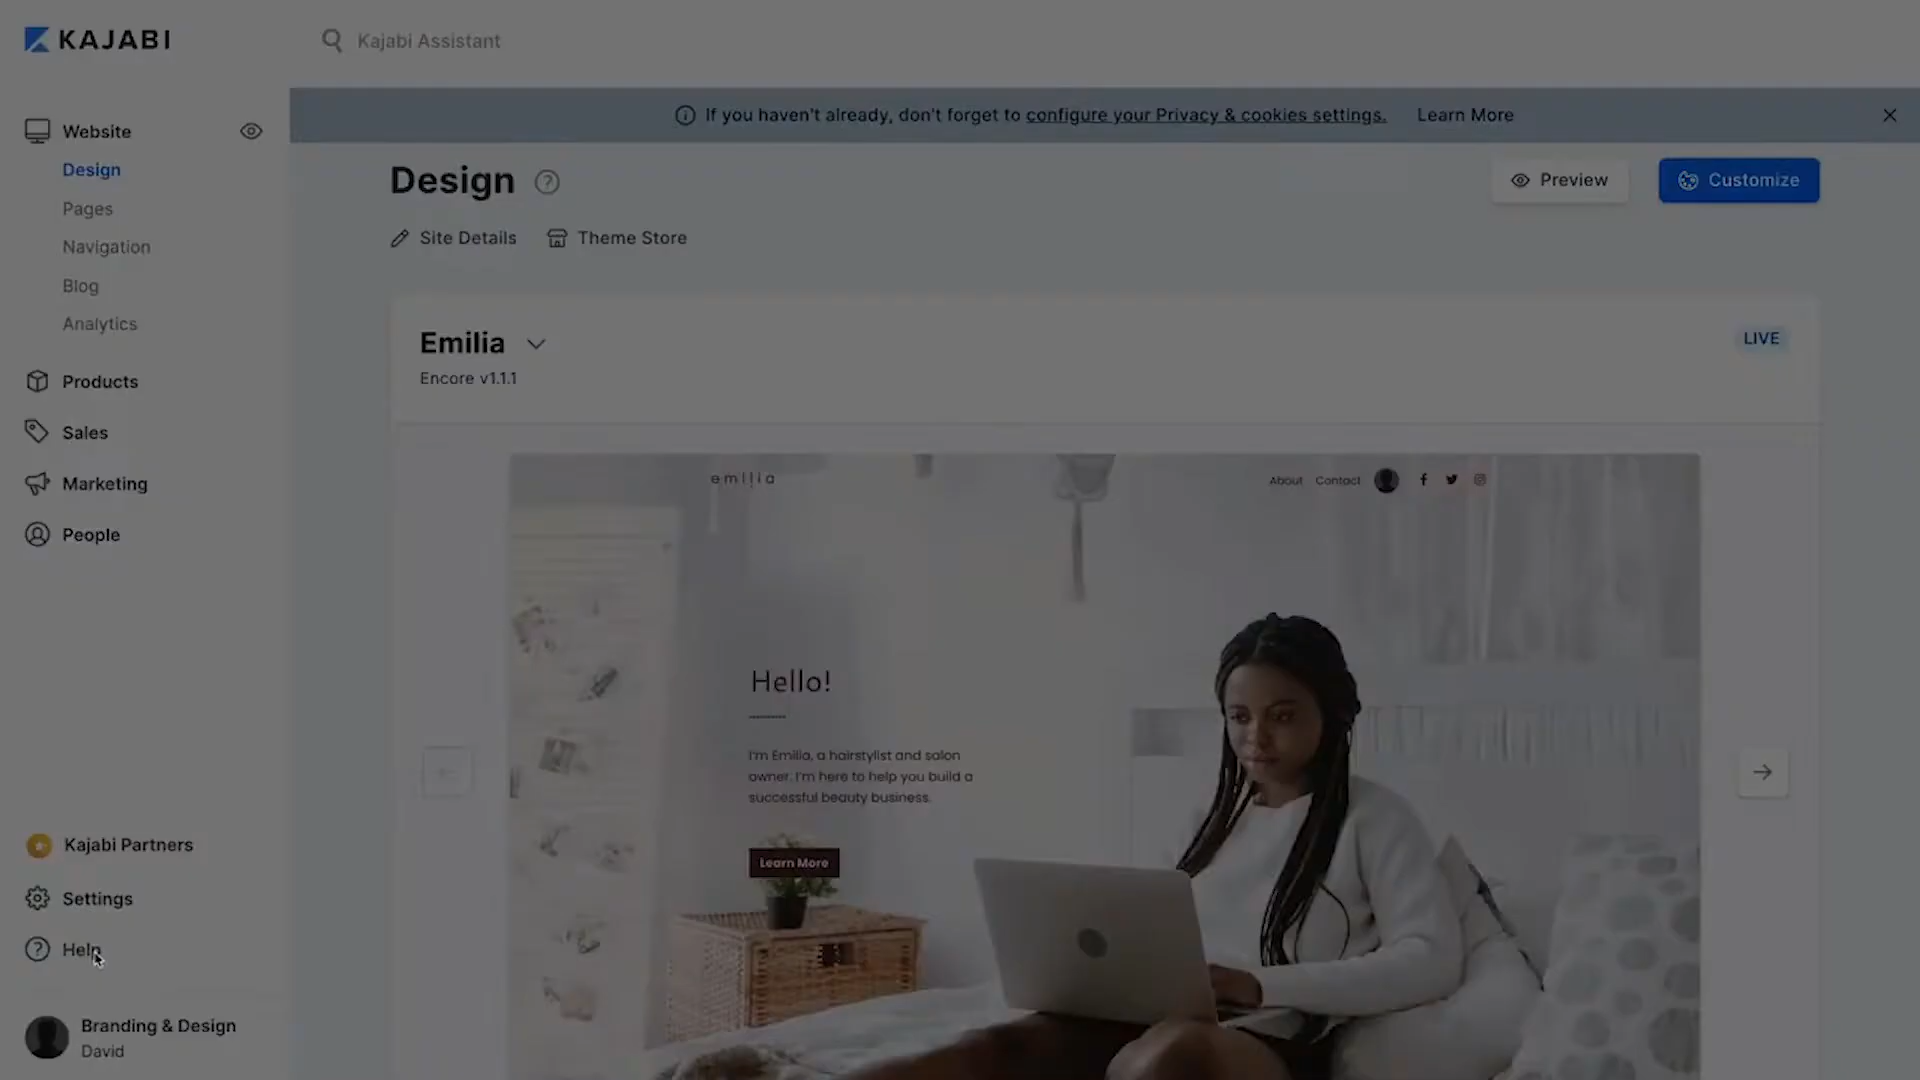 KAJABI
Kajabi Assistant
If you haven't already, don't forget to configure your Privacy & cookies settings. Learn More
Website
Design
Pages
Navigation
Blog
Analytics
Products
Sales
Marketing
People
Kajabi Partners
Settings
Help
Branding & Design
David
Design
Preview
Customize
Site Details
Theme Store
Emilia
LIVE
Encore v1.1.1
emilia
About Contact
Hello!
I'm Emilia, a hairstylist and salon
owner. I'm here to help you build a
successful beauty business.
Learn More